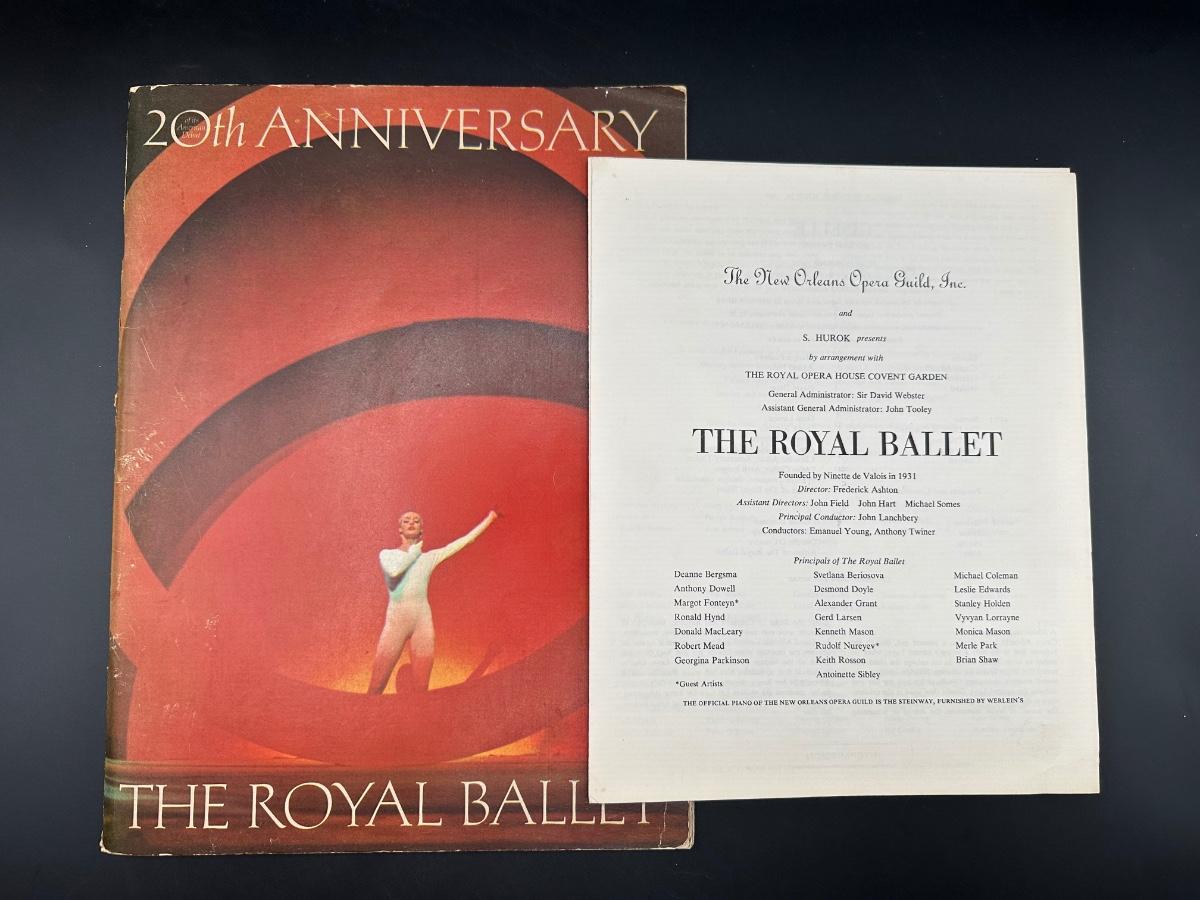 20th ANNIVERSARY
of its
American
Debut
THE ROYAL BALLET
The New Orleans Opera Guild, Inc.
and
S. HUROK presents
by arrangement with
THE ROYAL OPERA HOUSE COVENT GARDEN
General Administrator: Sir David Webster
Assistant General Administrator: John Tooley
THE ROYAL BALLET
Founded by Ninette de Valois in 1931
Director: Frederick Ashton
Assistant Directors: John Field John Hart Michael Somes
Principal Conductor: John Lanchbery
Conductors: Emanuel Young, Anthony Twiner
Principals of The Royal Ballet
Deanne Bergsma Svetlana Beriosova Michael Coleman
Anthony Dowell Desmond Doyle Leslie Edwards
Margot Fonteyn* Alexander Grant Stanley Holden
Ronald Hynd Gerd Larsen Vyvyan Lorrayne
Donald MacLeary Kenneth Mason Monica Mason
Robert Mead Rudolf Nureyev* Merle Park
Georgina Parkinson Keith Rosson Brian Shaw
Antoinette Sibley
*Guest Artists
THE OFFICIAL PIANO OF THE NEW ORLEANS OPERA GUILD IS THE STEINWAY, FURNISHED BY WERLEIN'S